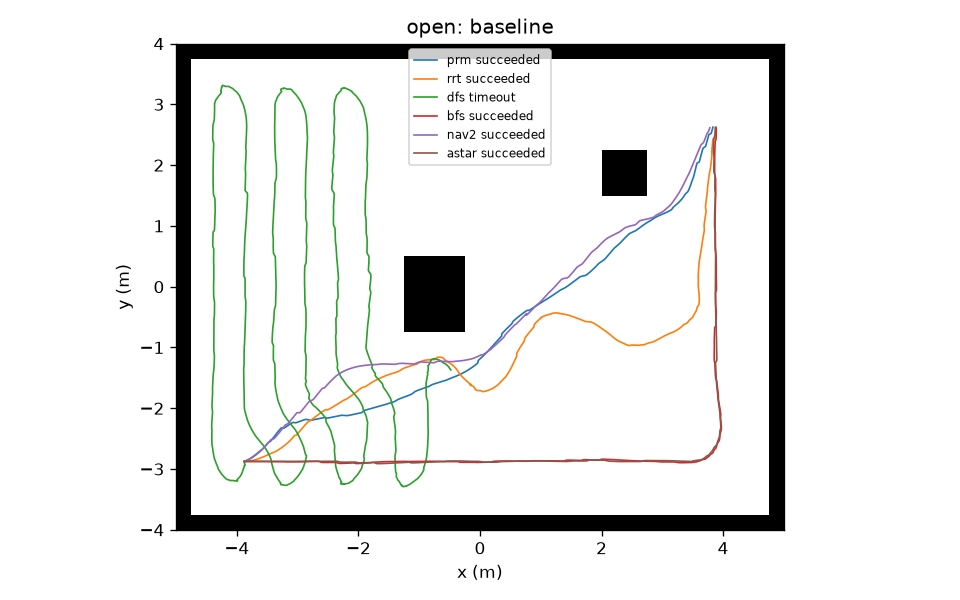 open: baseline
prm succeeded
rrt succeeded
dfs timeout
bfs succeeded
nav2 succeeded
astar succeeded
4
3
2
1
0
−1
−2
−3
−4
y (m)
−4
−2
0
2
4
x (m)